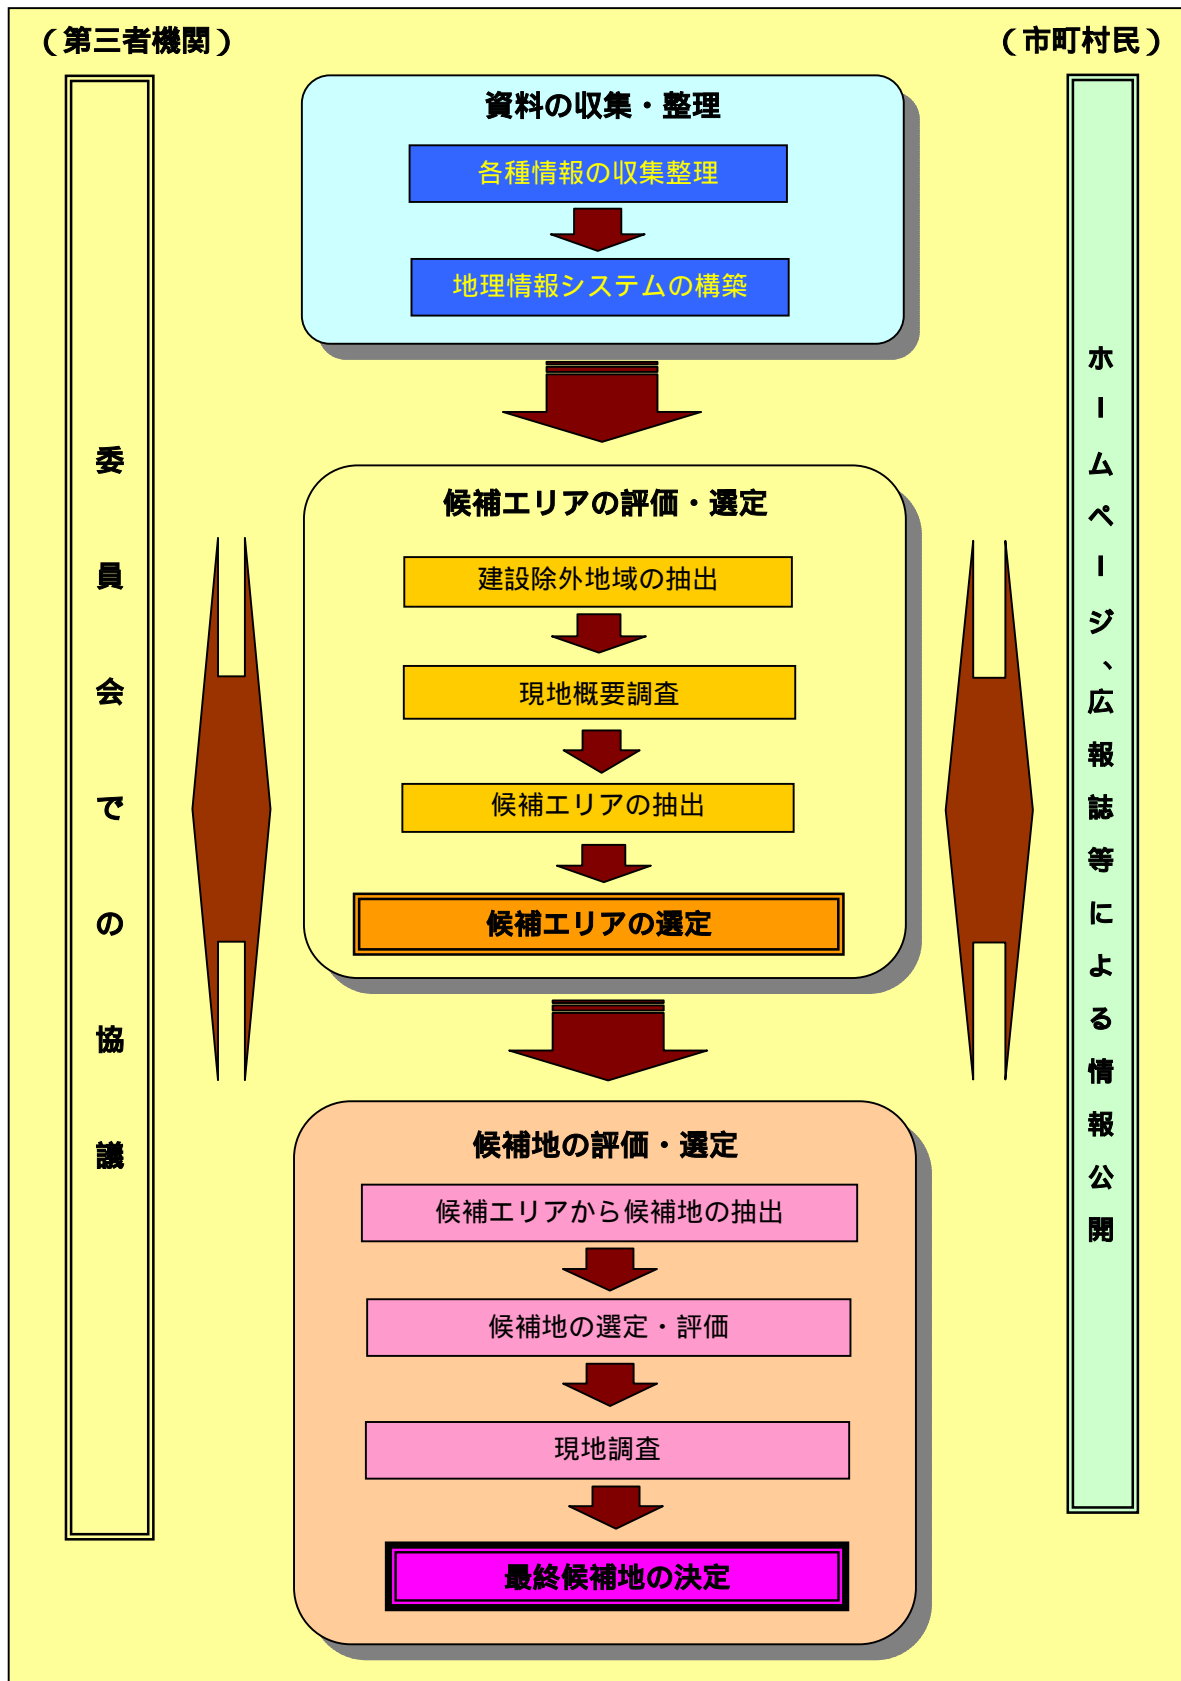 （第三者機関）
（市町村民）
委員会での協議
資料の収集・整理
各種情報の収集整理
地理情報システムの構築
候補エリアの評価・選定
建設除外地域の抽出
現地概要調査
候補エリアの抽出
候補エリアの選定
候補地の評価・選定
候補エリアから候補地の抽出
候補地の選定・評価
現地調査
最終候補地の決定
ホームページ、広報誌等による情報公開